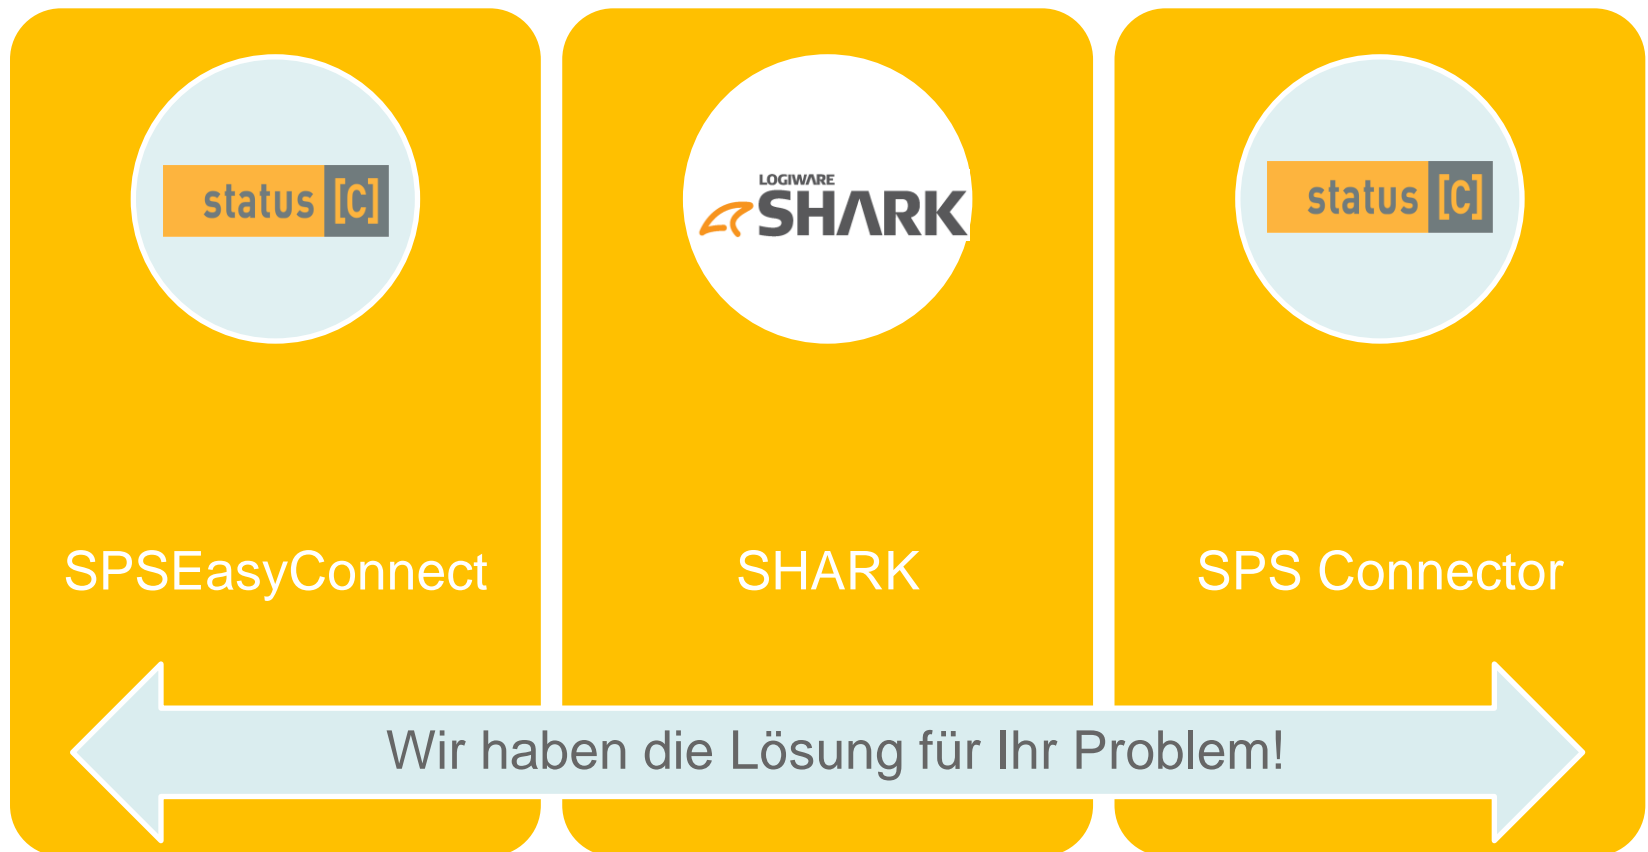 status [C]
LOGIWARE
SHARK
status [C]
SPSEasyConnect
SHARK
SPS Connector
Wir haben die Lösung für Ihr Problem!